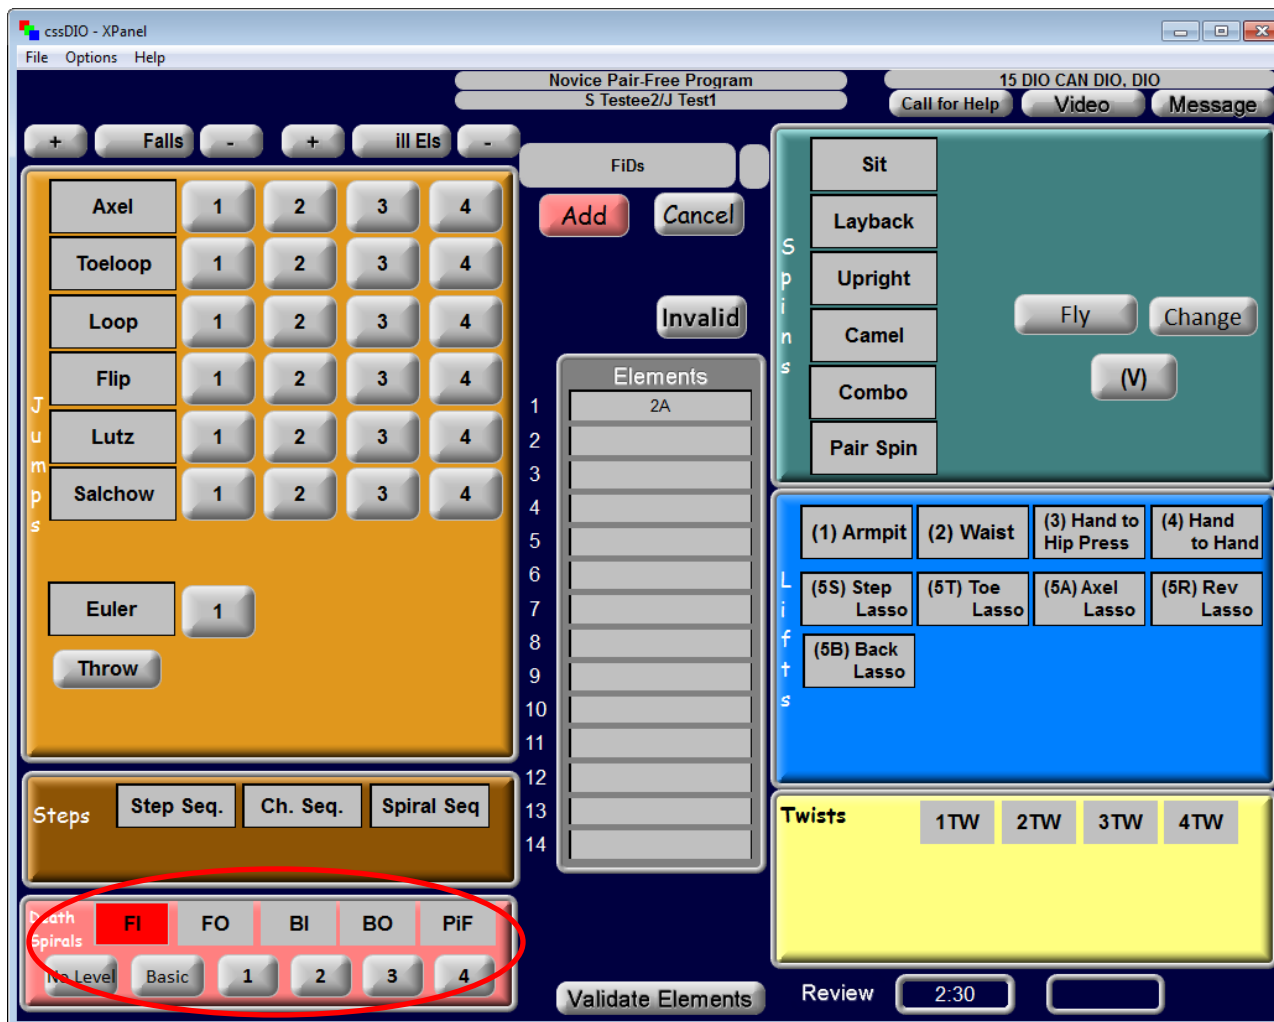 cssDIO - XPanel
File Options Help
Novice Pair-Free Program
S Testee2/J Test1
15 DIO CAN DIO, DIO
Call for Help Video Message
+ Falls - + ill Els -
FiDs
Add Cancel
Invalid
Jumps
Axel 1 2 3 4
Toeloop 1 2 3 4
Loop 1 2 3 4
Flip 1 2 3 4
Lutz 1 2 3 4
Salchow 1 2 3 4
Euler 1
Throw
Elements
1 2A
2
3
4
5
6
7
8
9
10
11
12
13
14
Validate Elements
Steps Step Seq. Ch. Seq. Spiral Seq
Death
Spirals
FI FO BI BO PiF
No Level Basic 1 2 3 4
Spins
Sit
Layback
Upright
Camel
Combo
Pair Spin
Fly Change
(V)
Lifts
(1) Armpit (2) Waist (3) Hand to Hip Press (4) Hand to Hand
(5S) Step Lasso (5T) Toe Lasso (5A) Axel Lasso (5R) Rev Lasso
(5B) Back Lasso
Twists 1TW 2TW 3TW 4TW
Review 2:30